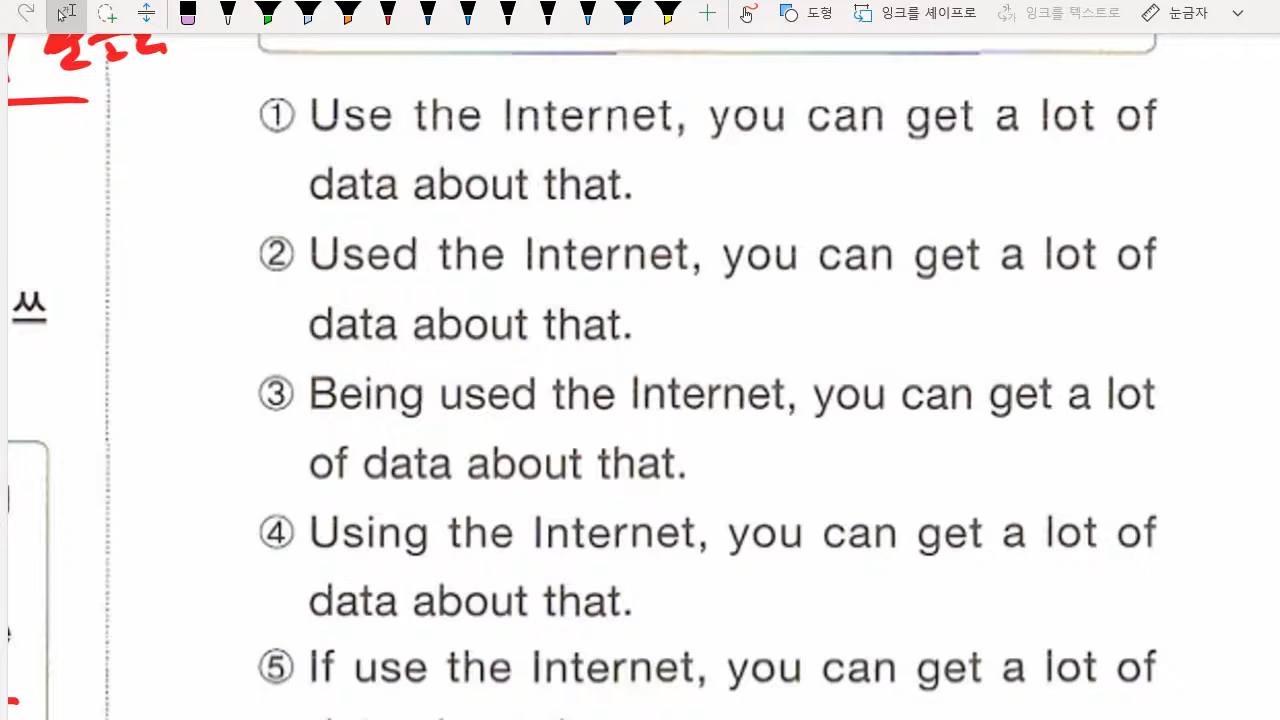 도형 잉크를 셰이프로 잉크를 텍스트로 눈금자
① Use the Internet, you can get a lot of
data about that.
② Used the Internet, you can get a lot of
data about that.
쓰
③ Being used the Internet, you can get a lot
of data about that.
④ Using the Internet, you can get a lot of
data about that.
⑤ If use the Internet, you can get a lot of